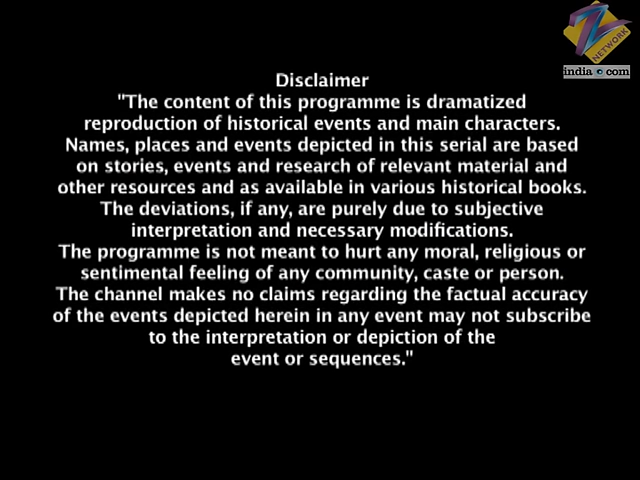 Z
NETWORK
india.com
Disclaimer
"The content of this programme is dramatized
reproduction of historical events and main characters.
Names, places and events depicted in this serial are based
on stories, events and research of relevant material and
other resources and as available in various historical books.
The deviations, if any, are purely due to subjective
interpretation and necessary modifications.
The programme is not meant to hurt any moral, religious or
sentimental feeling of any community, caste or person.
The channel makes no claims regarding the factual accuracy
of the events depicted herein in any event may not subscribe
to the interpretation or depiction of the
event or sequences."